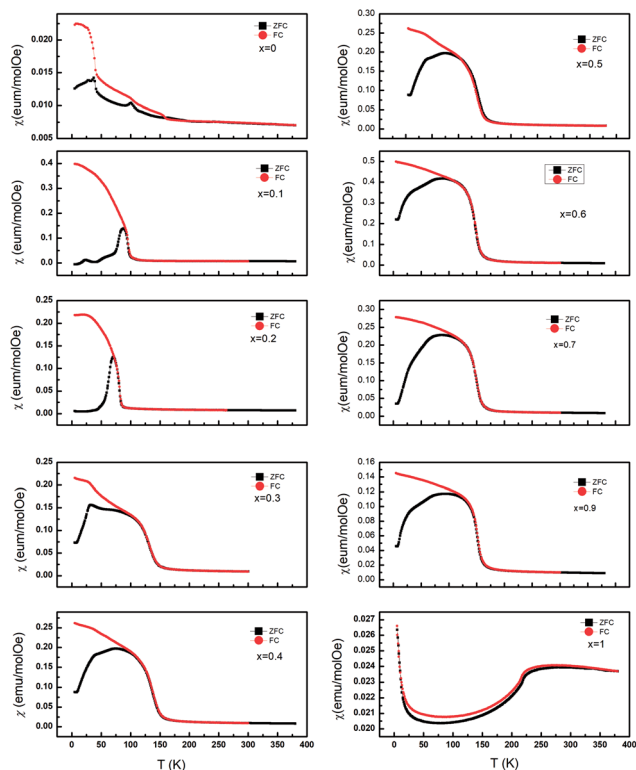 χ(eum/molOe)
0.020
0.015
0.010
0.005
ZFC
FC
x=0
χ (eum/molOe)
0.4
0.3
0.2
0.1
0.0
ZFC
FC
x=0.1
χ (eum/molOe)
0.25
0.20
0.15
0.10
0.05
0.00
ZFC
FC
x=0.2
χ (eum/molOe)
0.25
0.20
0.15
0.10
0.05
0.00
ZFC
FC
x=0.3
χ (emu/molOe)
0.30
0.25
0.20
0.15
0.10
0.05
0.00
ZFC
FC
x=0.4
0 50 100 150 200 250 300 350 400
T (K)
χ(eum/molOe)
0.30
0.25
0.20
0.15
0.10
0.05
0.00
ZFC
FC
x=0.5
χ(eum/molOe)
0.5
0.4
0.3
0.2
0.1
0.0
ZFC
FC
x=0.6
χ(eum/molOe)
0.30
0.25
0.20
0.15
0.10
0.05
0.00
ZFC
FC
x=0.7
χ(eum/molOe)
0.16
0.14
0.12
0.10
0.08
0.06
0.04
0.02
0.00
ZFC
FC
x=0.9
χ(emu/molOe)
0.027
0.026
0.025
0.024
0.022
0.021
0.020
ZFC
FC
x=1
0 50 100 150 200 250 300 350 400
T (K)